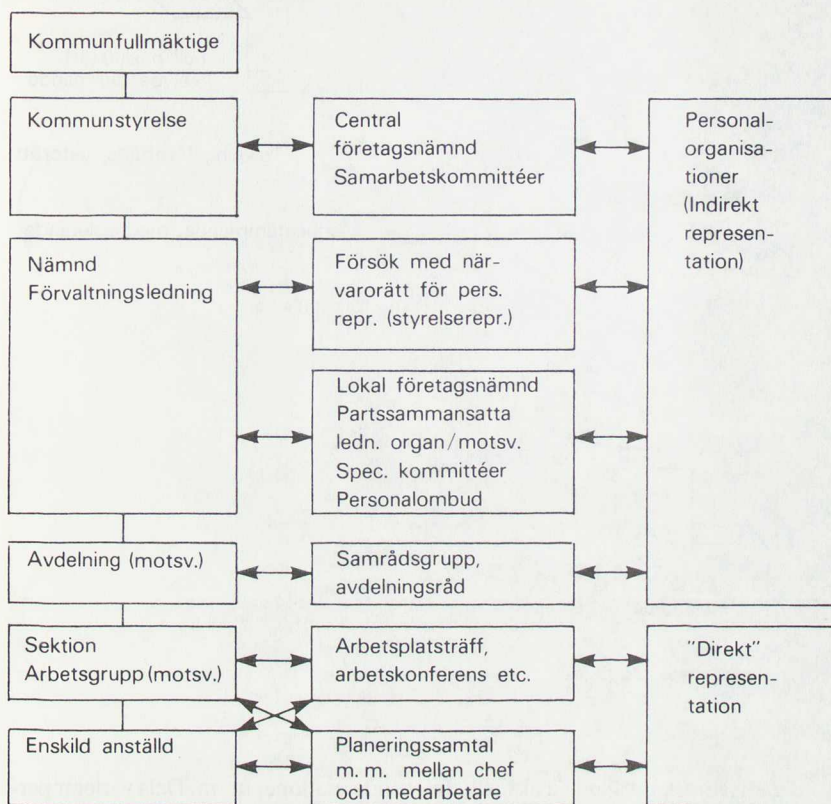 Kommunfullmäktige
Kommunstyrelse
Central
företagsnämnd
Samarbetskommittéer
Personal-
organisa-
tioner
(Indirekt
represen-
tation)
Nämnd
Förvaltningsledning
Försök med när-
varorätt för pers.
repr. (styrelserepr.)
Lokal företagsnämnd
Partssammansatta
ledn. organ/motsv.
Spec. kommittéer
Personalombud
Avdelning (motsv.)
Samrådsgrupp,
avdelningsråd
Sektion
Arbetsgrupp (motsv.)
Arbetsplatsträff,
arbetskonferens etc.
"Direkt"
represen-
tation
Enskild anställd
Planeringssamtal
m. m. mellan chef
och medarbetare